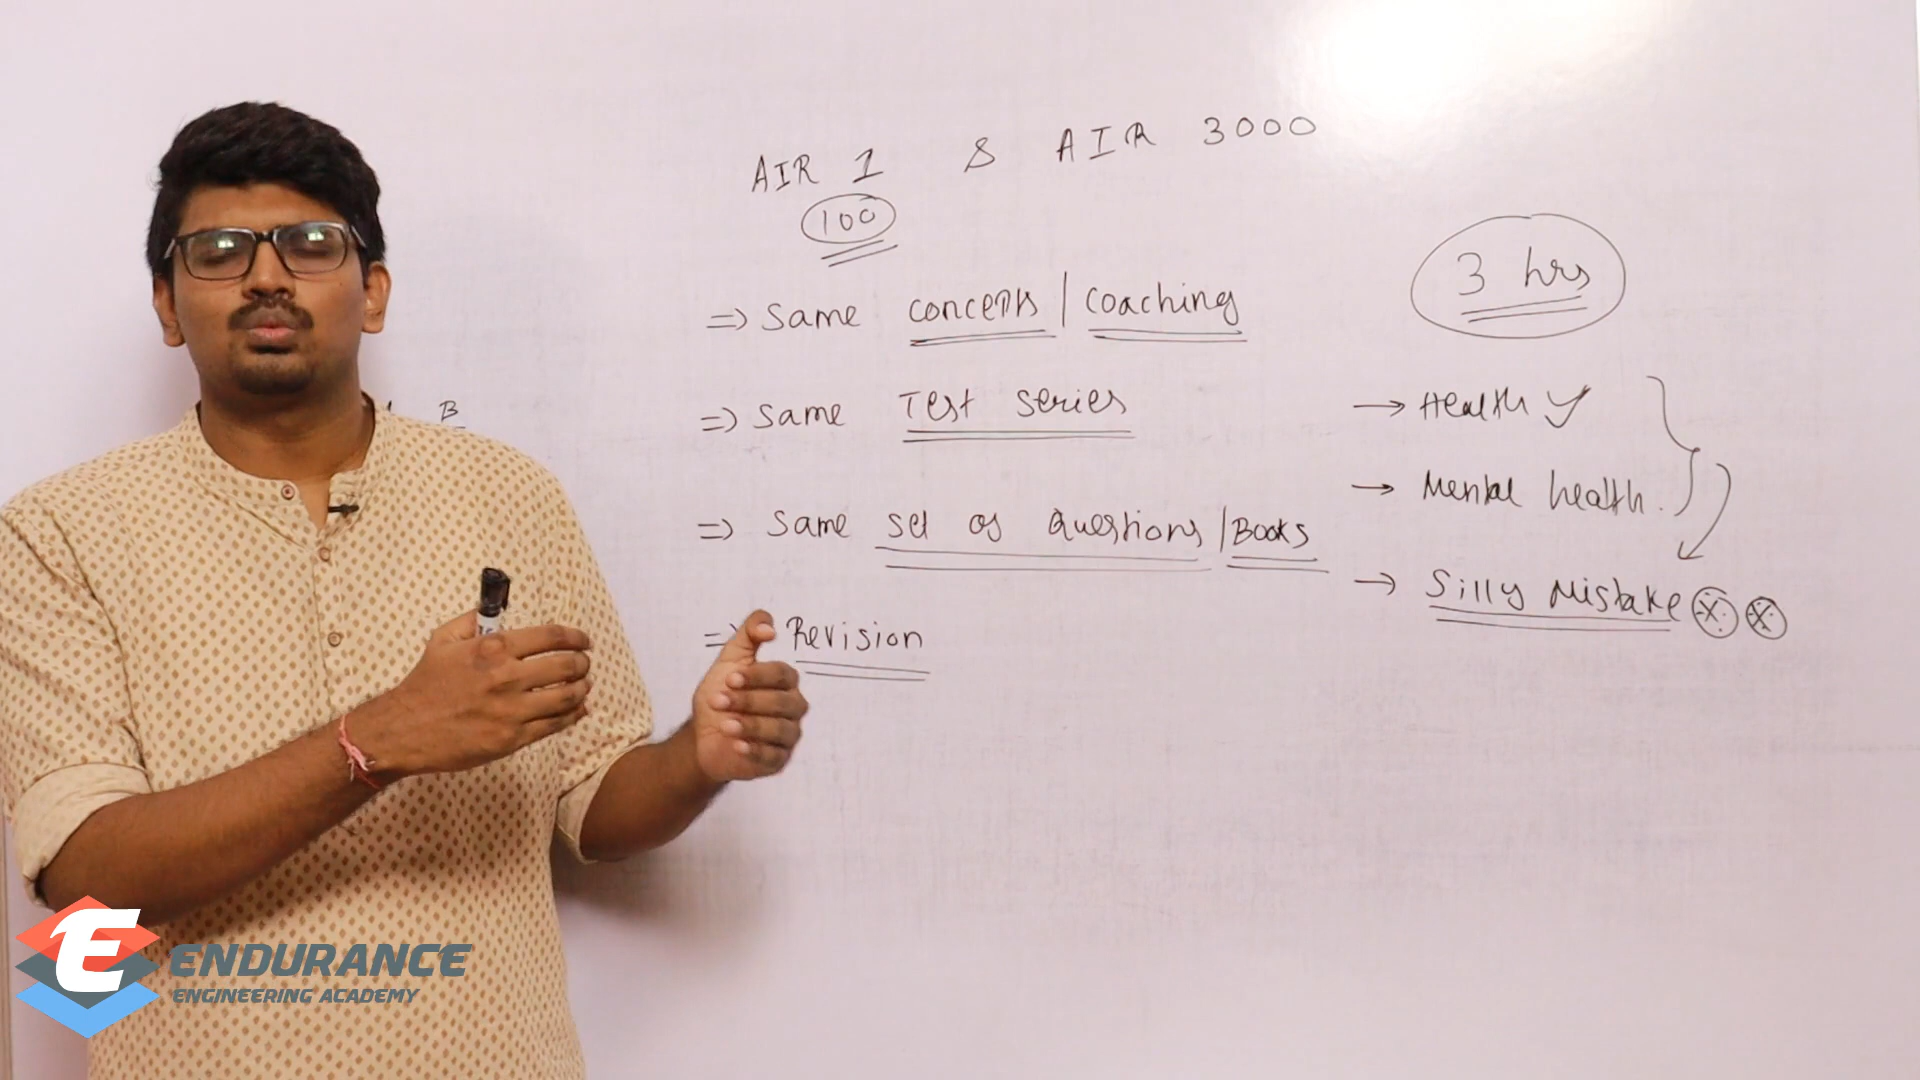 AIR 1 & AIR 3000
100
=> Same concepts / coaching
=> Same Test series
=> Same set of Questions / Books
=> Revision
3 hrs
→ Health
→ Mental health.
→ Silly Mistake
B
E
ENDURANCE
ENGINEERING ACADEMY